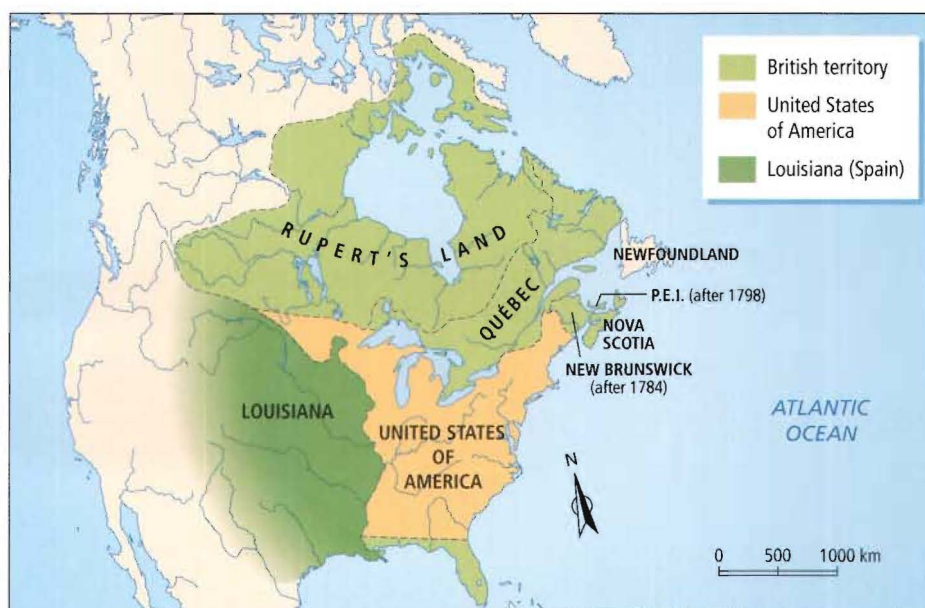 British territory
United States
of America
Louisiana (Spain)
RUPERT'S LAND
NEWFOUNDLAND
QUÉBEC
P.E.I. (after 1798)
NOVA
SCOTIA
NEW BRUNSWICK
(after 1784)
LOUISIANA
UNITED STATES
OF
AMERICA
ATLANTIC
OCEAN
N
0 500 1000 km